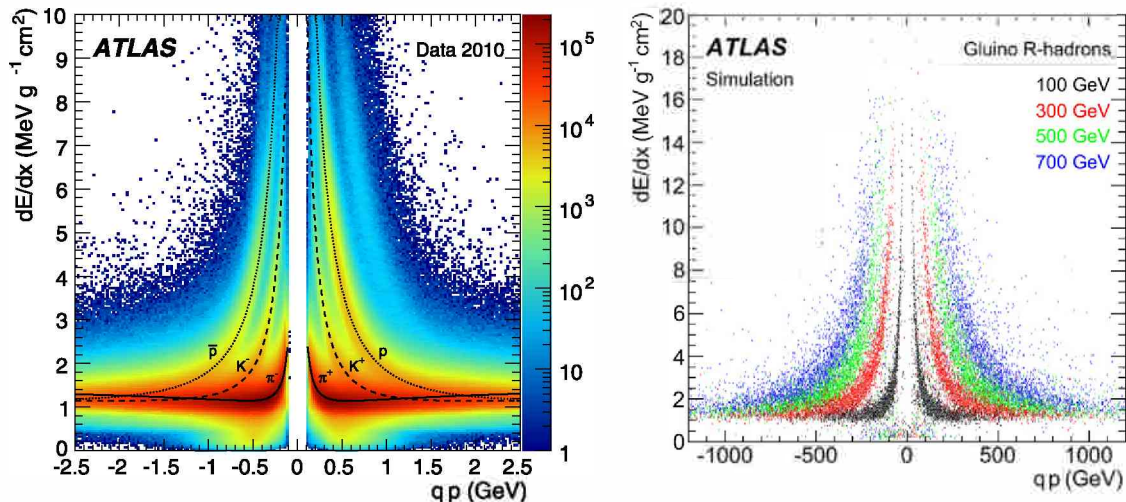 dE/dx (MeV g⁻¹ cm²)
10
9
8
7
6
5
4
3
2
1
0
ATLAS
Data 2010
p̄
K⁻
π⁻
π⁺
K⁺
p
-2.5 -2 -1.5 -1 -0.5 0 0.5 1 1.5 2 2.5
q p (GeV)
10⁵
10⁴
10³
10²
10
1
dE/dx (MeV g⁻¹ cm²)
20
18
16
14
12
10
8
6
4
2
0
ATLAS
Simulation
Gluino R-hadrons
100 GeV
300 GeV
500 GeV
700 GeV
-1000 -500 0 500 1000
q p (GeV)